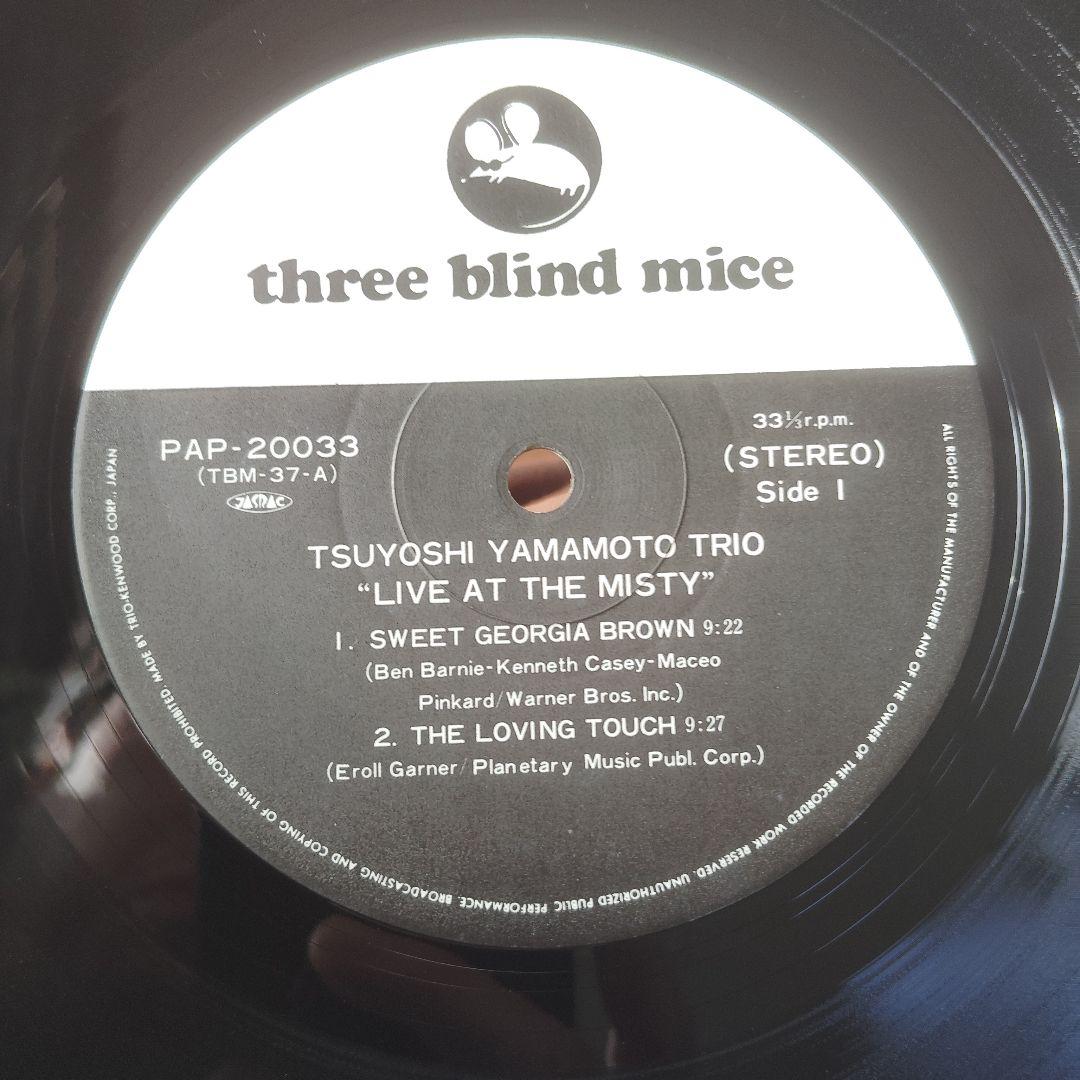 three blind mice
PAP-20033
(TBM-37-A)
JASRAC
33⅓r.p.m.
(STEREO)
Side 1
TSUYOSHI YAMAMOTO TRIO
“LIVE AT THE MISTY”
1. SWEET GEORGIA BROWN 9:22
(Ben Barnie-Kenneth Casey-Maceo
Pinkard/Warner Bros. Inc.)
2. THE LOVING TOUCH 9:27
(Eroll Garner/Planetary Music Publ. Corp.)
ALL RIGHTS OF THE MANUFACTURER AND OF THE OWNER OF THE RECORDED WORK RESERVED. UNAUTHORIZED PUBLIC PERFORMANCE. BROADCASTING AND COPYING OF THIS RECORD PROHIBITED. MADE BY TRIO-KENWOOD CORP., JAPAN